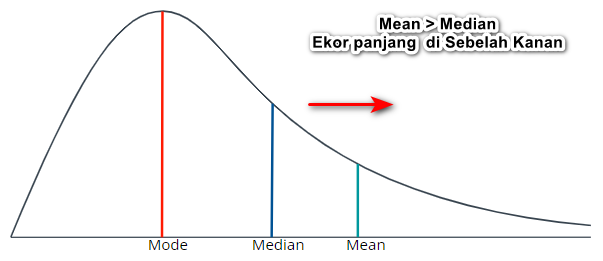 Mean > Median
Ekor panjang di Sebelah Kanan
Mode Median Mean